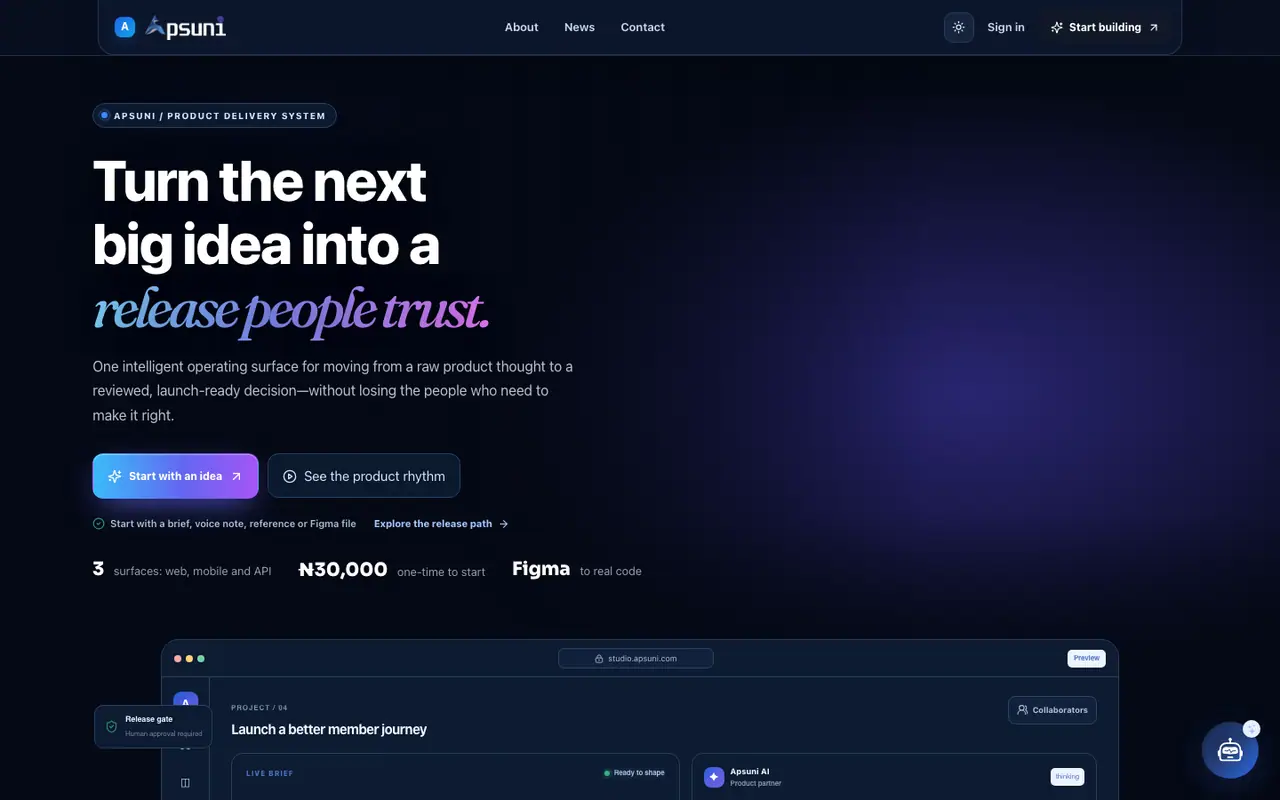 A Apsuni
About News Contact
Sign in Start building
APSUNI / PRODUCT DELIVERY SYSTEM
Turn the next
big idea into a
release people trust.
One intelligent operating surface for moving from a raw product thought to a
reviewed, launch-ready decision—without losing the people who need to
make it right.
Start with an idea See the product rhythm
Start with a brief, voice note, reference or Figma file Explore the release path
3 surfaces: web, mobile and API ₦30,000 one-time to start Figma to real code
studio.apsuni.com
Preview
A
Release gate
Human approval required
PROJECT / 04
Launch a better member journey
Collaborators
LIVE BRIEF
Ready to shape
Apsuni AI
Product partner
thinking